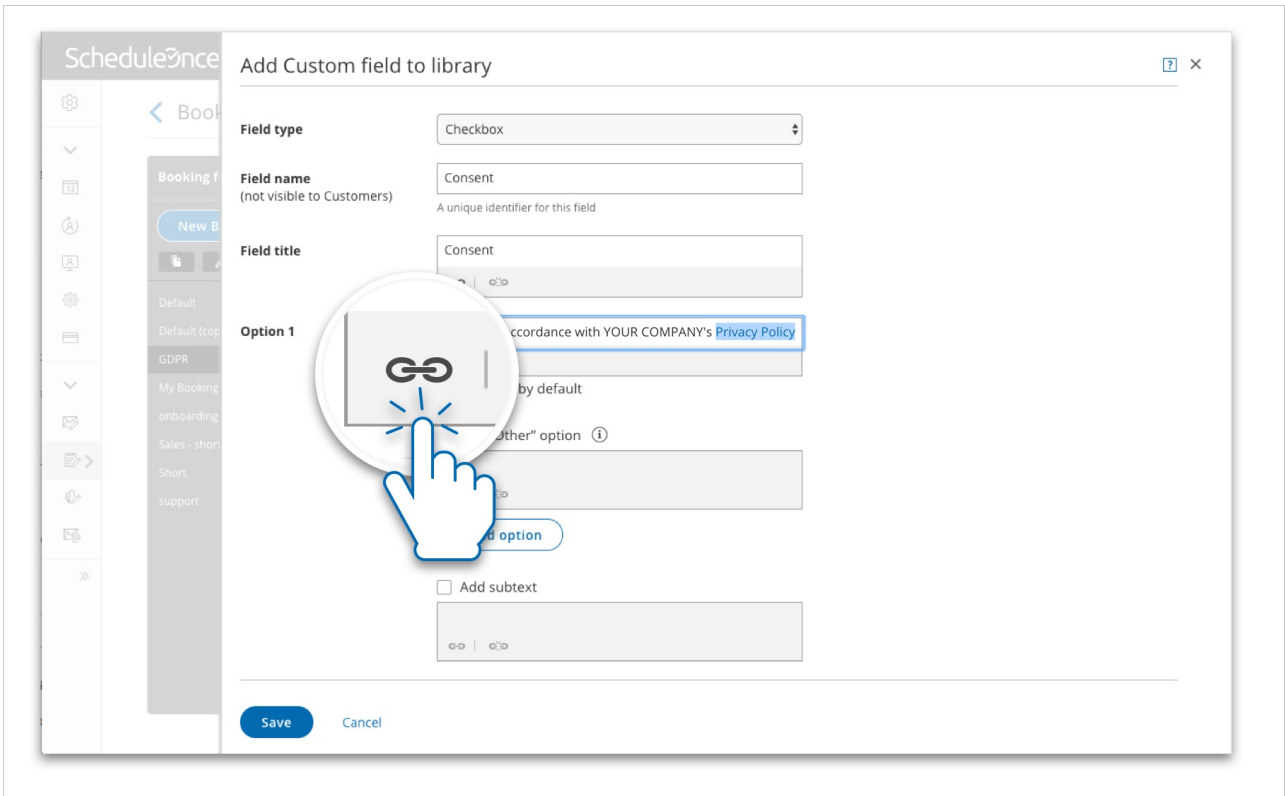 ScheduleOnce
Add Custom field to library
?
Book
Field type
Checkbox
Booking f
Field name
Consent
(not visible to Customers)
A unique identifier for this field
New B
Field title
Consent
Default
Option 1
ccordance with YOUR COMPANY's Privacy Policy
Default (cop
GDPR
My Booking
by default
onboarding
Other" option
Sales - short
Short
support
d option
Add subtext
Save
Cancel